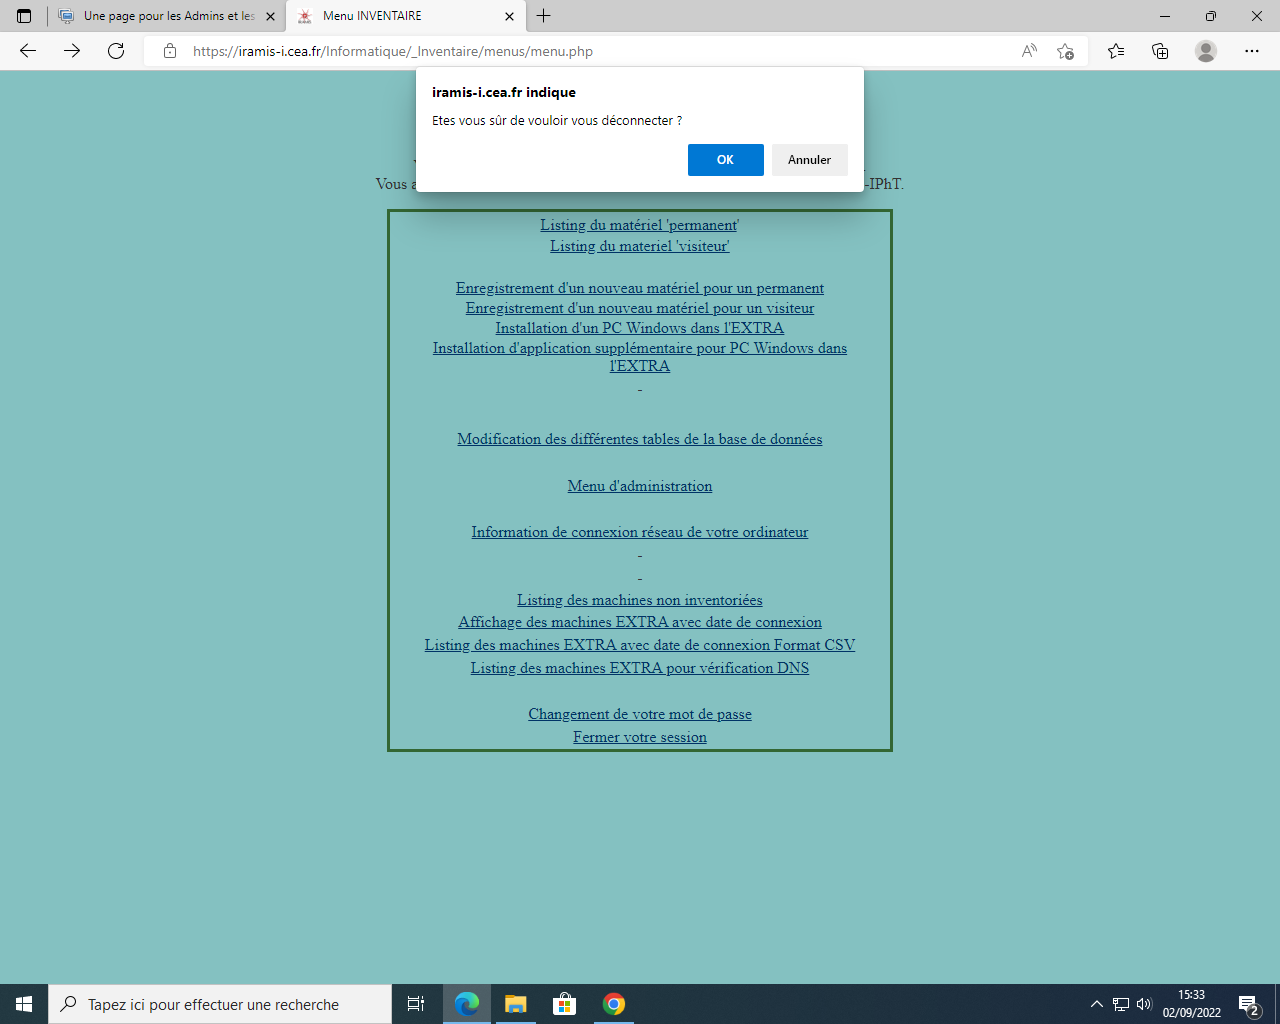 Une page pour les Admins et les
Menu INVENTAIRE
https://iramis-i.cea.fr/Informatique/_Inventaire/menus/menu.php
iramis-i.cea.fr indique
Etes vous sûr de vouloir vous déconnecter ?
OK
Annuler
Vous
-IPhT.
Listing du matériel 'permanent'
Listing du materiel 'visiteur'
Enregistrement d'un nouveau matériel pour un permanent
Enregistrement d'un nouveau matériel pour un visiteur
Installation d'un PC Windows dans l'EXTRA
Installation d'application supplémentaire pour PC Windows dans
l'EXTRA
-
Modification des différentes tables de la base de données
Menu d'administration
Information de connexion réseau de votre ordinateur
-
-
Listing des machines non inventoriées
Affichage des machines EXTRA avec date de connexion
Listing des machines EXTRA avec date de connexion Format CSV
Listing des machines EXTRA pour vérification DNS
Changement de votre mot de passe
Fermer votre session
Tapez ici pour effectuer une recherche
15:33
02/09/2022
2